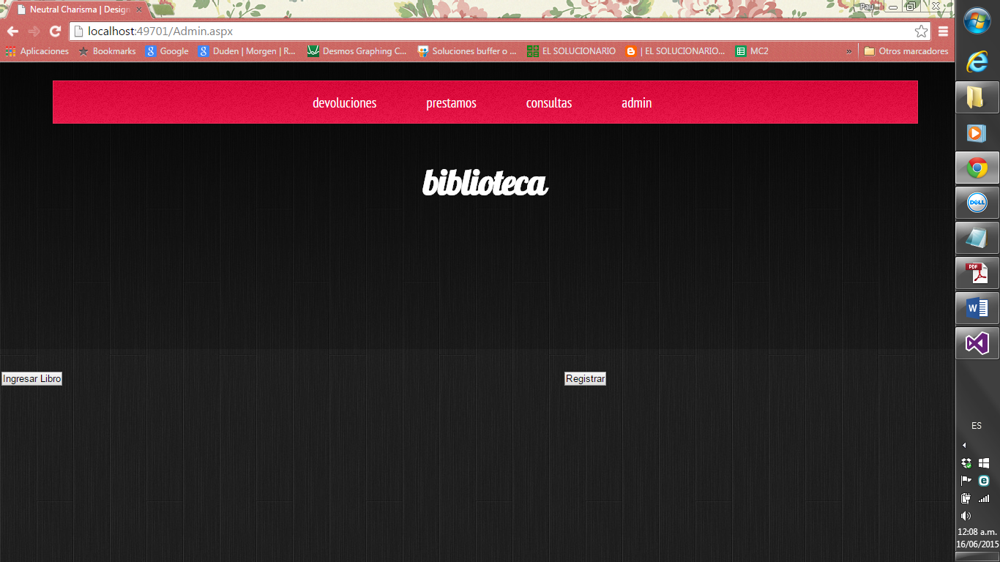 Neutral Charisma | Design
Pau
localhost:49701/Admin.aspx
Aplicaciones Bookmarks Google Duden | Morgen | R... Desmos Graphing C... Soluciones buffer o ... EL SOLUCIONARIO | EL SOLUCIONARIO... MC2 » Otros marcadores
devoluciones prestamos consultas admin
biblioteca
Ingresar Libro Registrar
DELL
PDF
W
ES
12:08 a.m.
16/06/2015